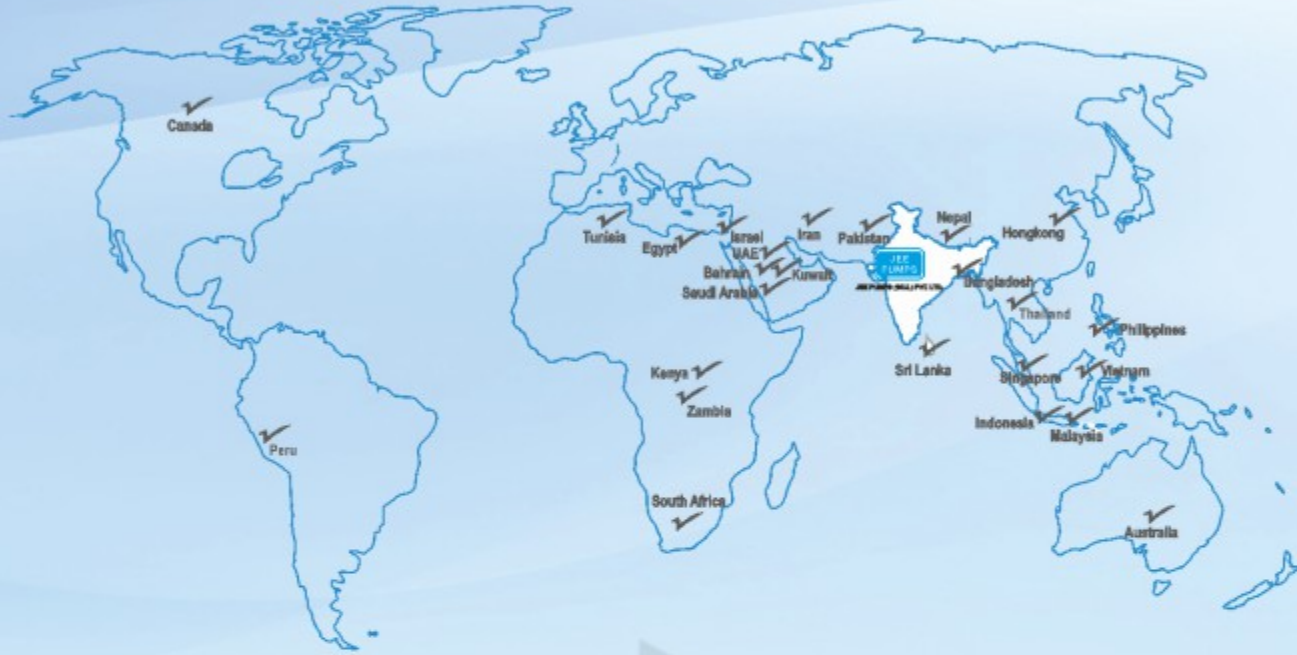 Canada
Tunisia
Egypt
Israel
UAE
Bahrain
Kuwait
Saudi Arabia
Iran
Pakistan
Nepal
Hongkong
JEE
PUMPS
Bangladesh
Thailand
Philippines
Sri Lanka
Singapore
Vietnam
Kenya
Zambia
Indonesia
Malaysia
Peru
South Africa
Australia